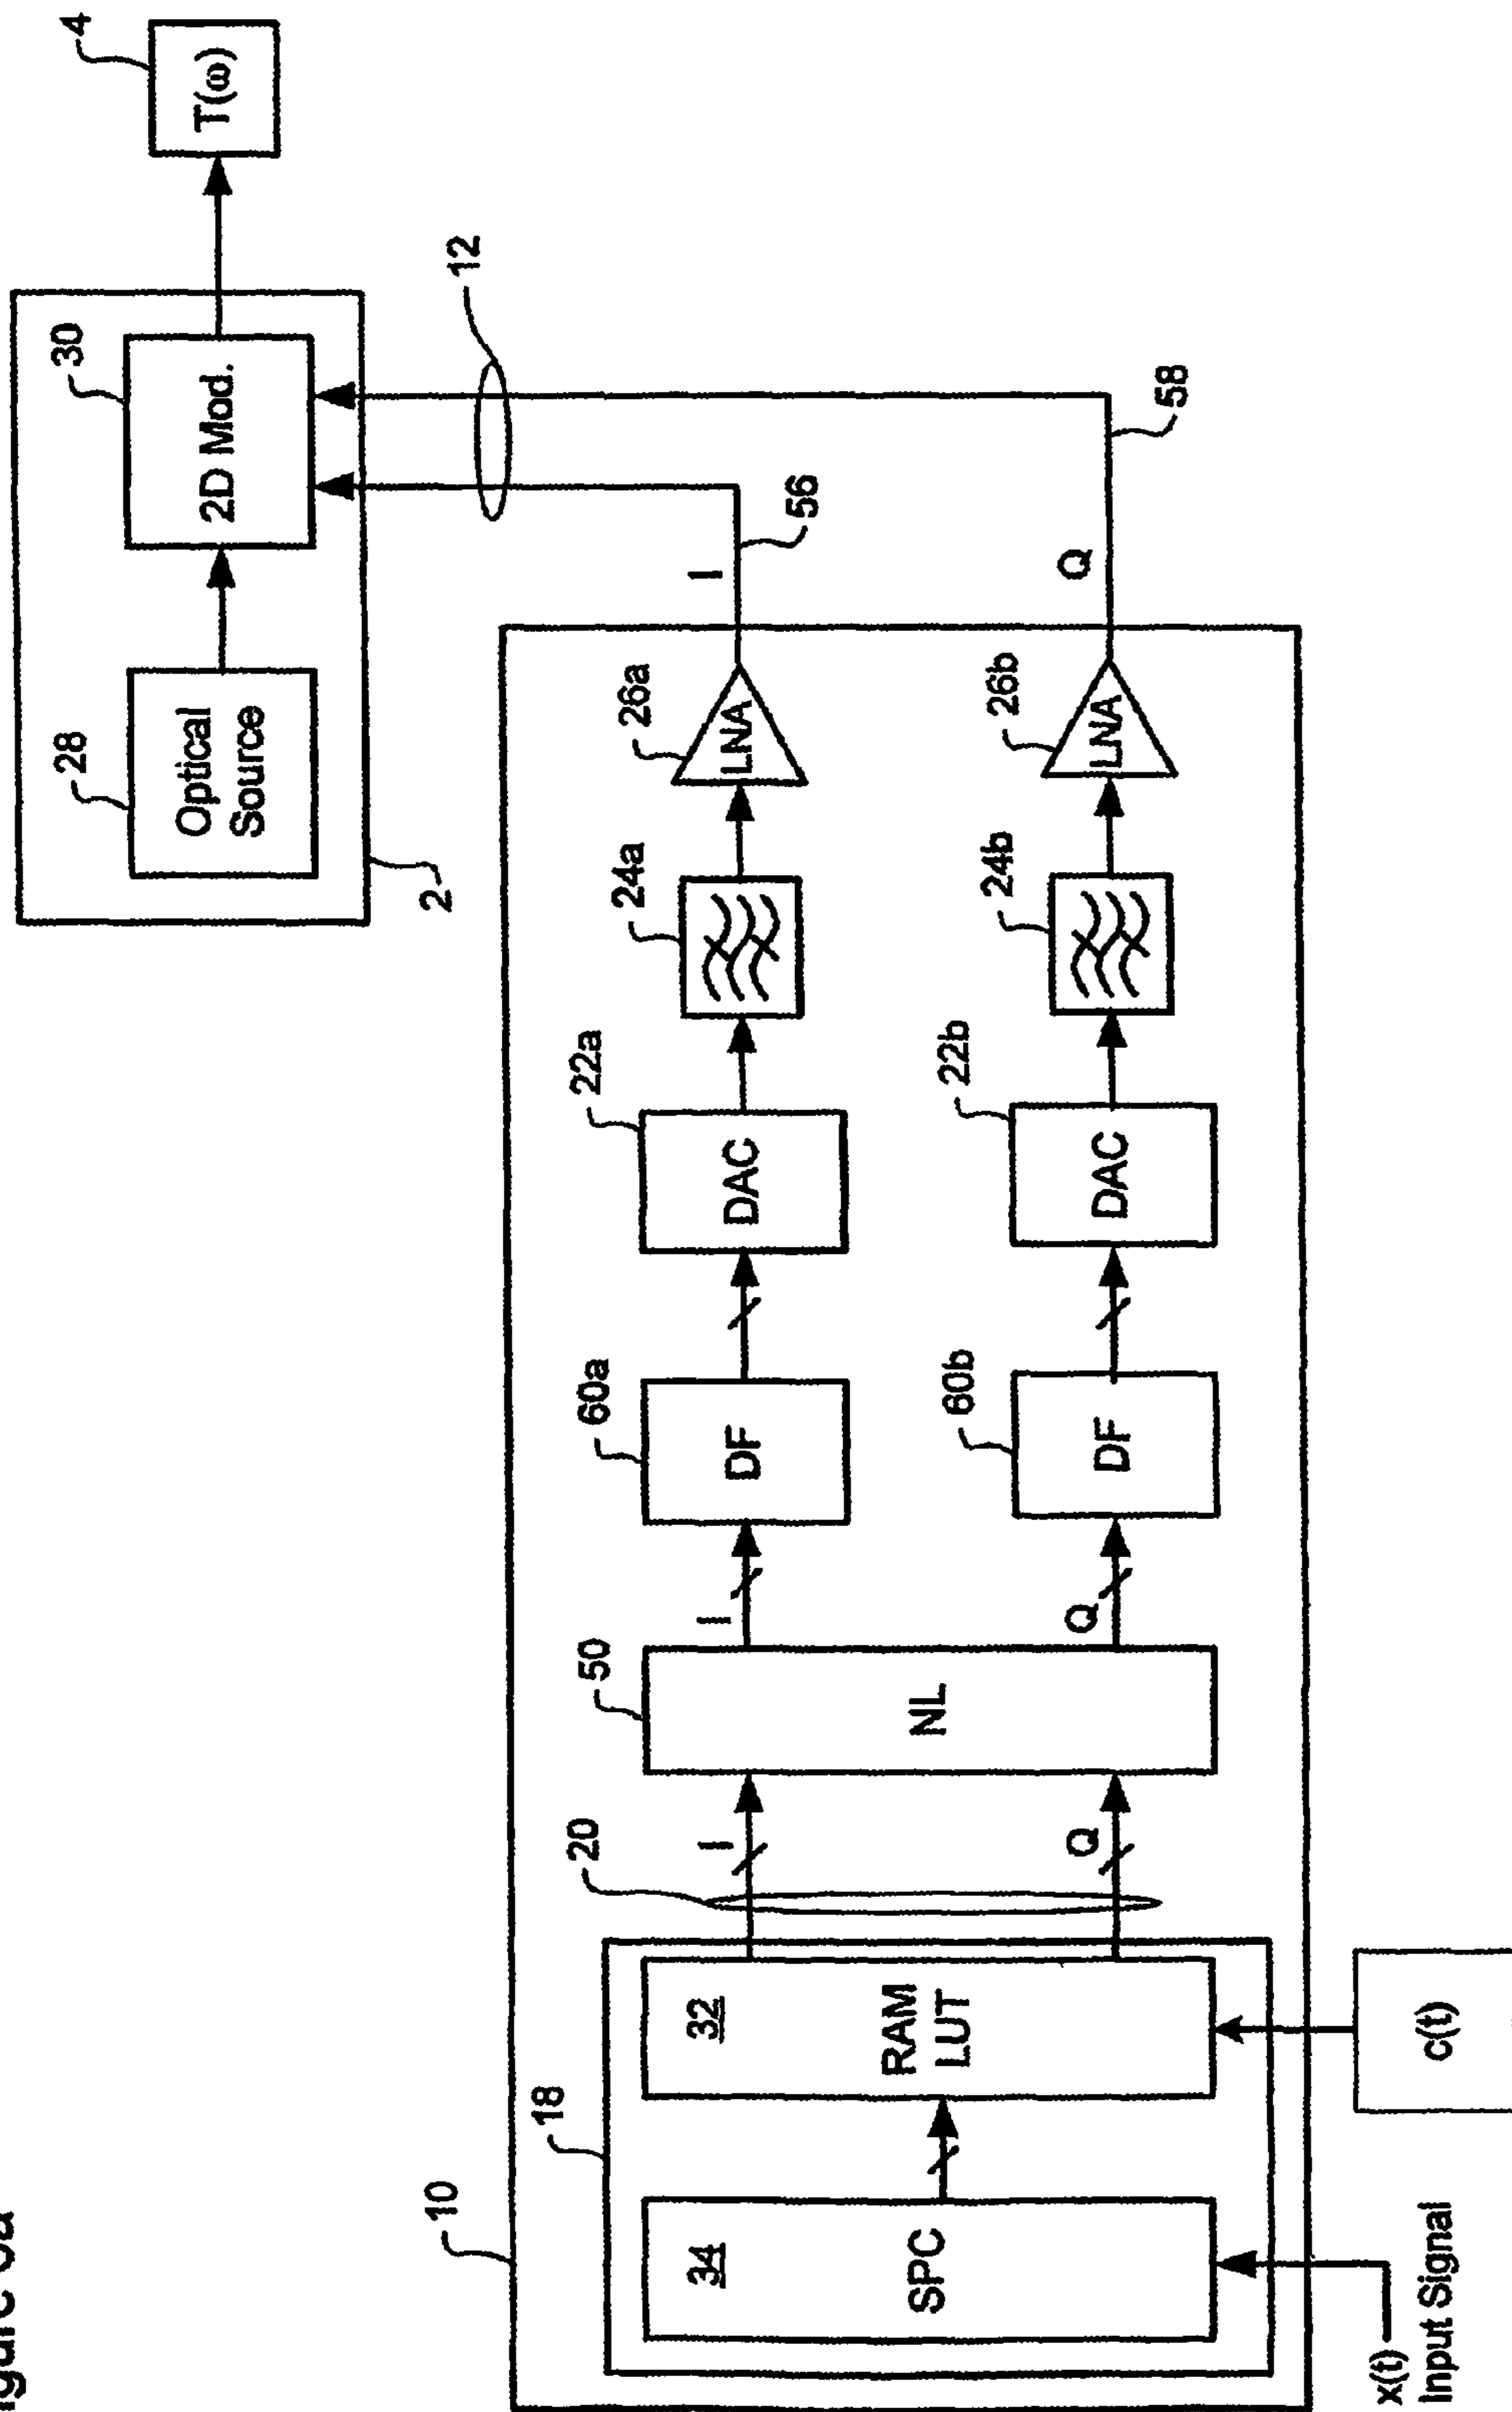 4
T(ω)
30
2D Mod.
12
28
Optical
Source
2
I
56
Q
58
26a
LNA
26b
LNA
24a
24b
22a
DAC
22b
DAC
60a
DF
60b
DF
I
Q
50
NL
20
I
Q
10
18
32
RAM
LUT
34
SPC
c(t)
x(t)
Input Signal